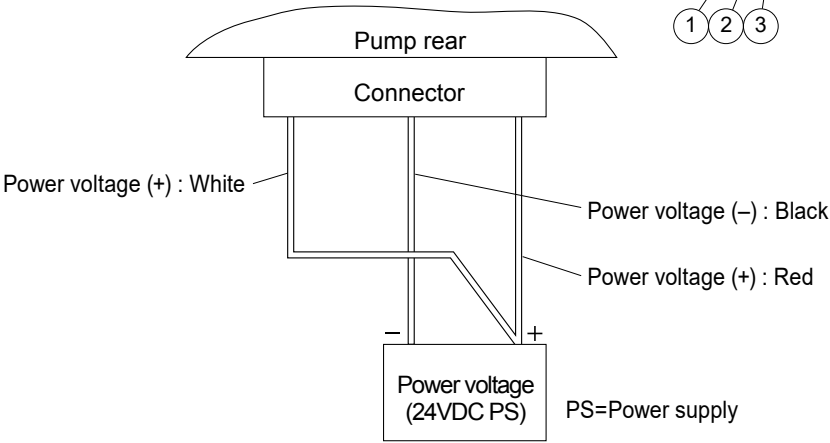 1 2 3
Pump rear
Connector
Power voltage (+) : White
Power voltage (–) : Black
Power voltage (+) : Red
– +
Power voltage
(24VDC PS)
PS=Power supply